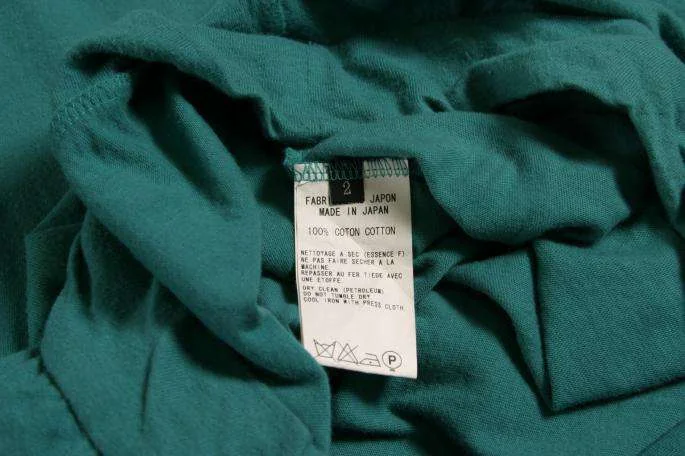 2
FABRI JAPON
MADE IN JAPAN
100% COTON COTTON
NETTOYAGE A SEC (ESSENCE F)
NE PAS FAIRE SECHER A LA
MACHINE
REPASSER AU FER TIEDE AVEC
UNE ETOFFE
DRY CLEAN (PETROLEUM)
DO NOT TUMBLE DRY
COOL IRON WITH PRESS CLOTH
P